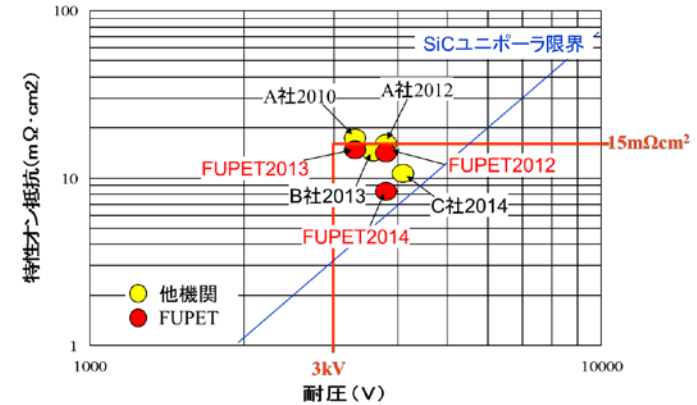 100
SiCユニポーラ限界
A社2010
A社2012
15mΩcm²
FUPET2013
FUPET2012
B社2013
10
C社2014
FUPET2014
特性オン抵抗(mΩ・cm2)
他機関
FUPET
1
1000
3kV
10000
耐圧(V)